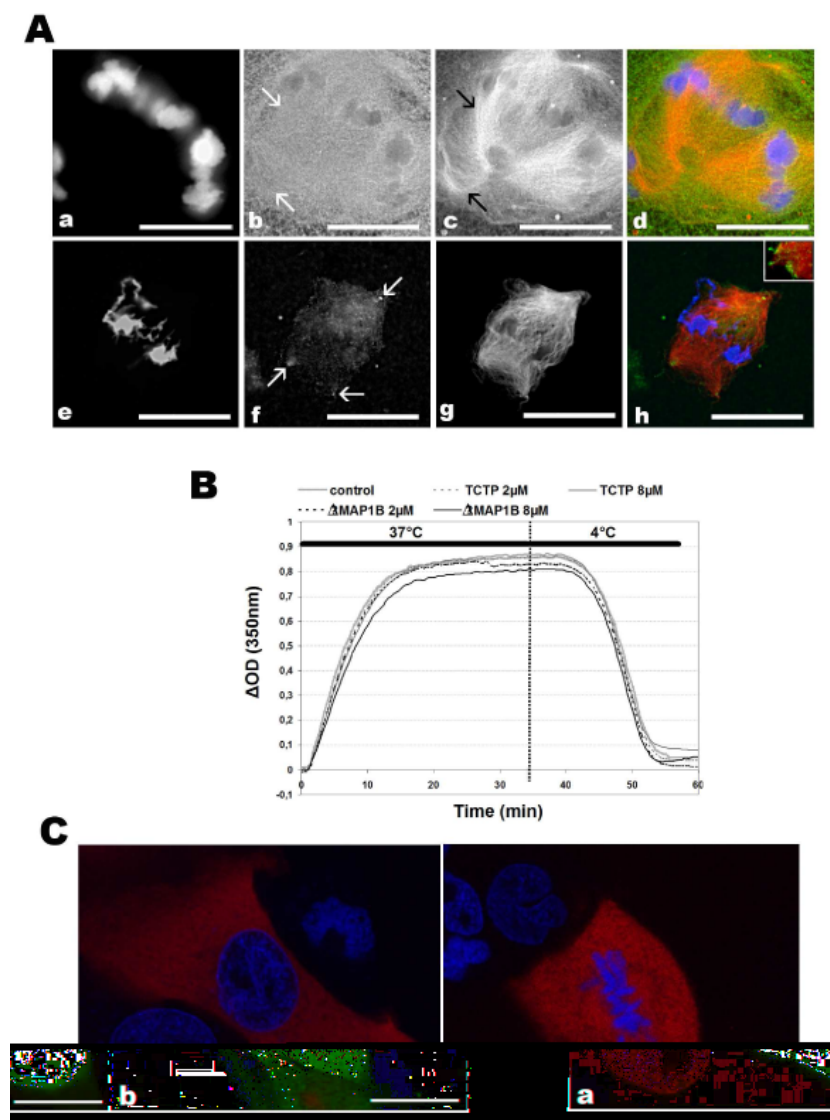 A
a b c d
e f g h
B
control TCTP 2µM TCTP 8µM
ΔMAP1B 2µM ΔMAP1B 8µM
37°C 4°C
1
0,9
0,8
0,7
0,6
0,5
0,4
0,3
0,2
0,1
0
-0,1
ΔOD (350nm)
0 10 20 30 40 50 60
Time (min)
C
b a